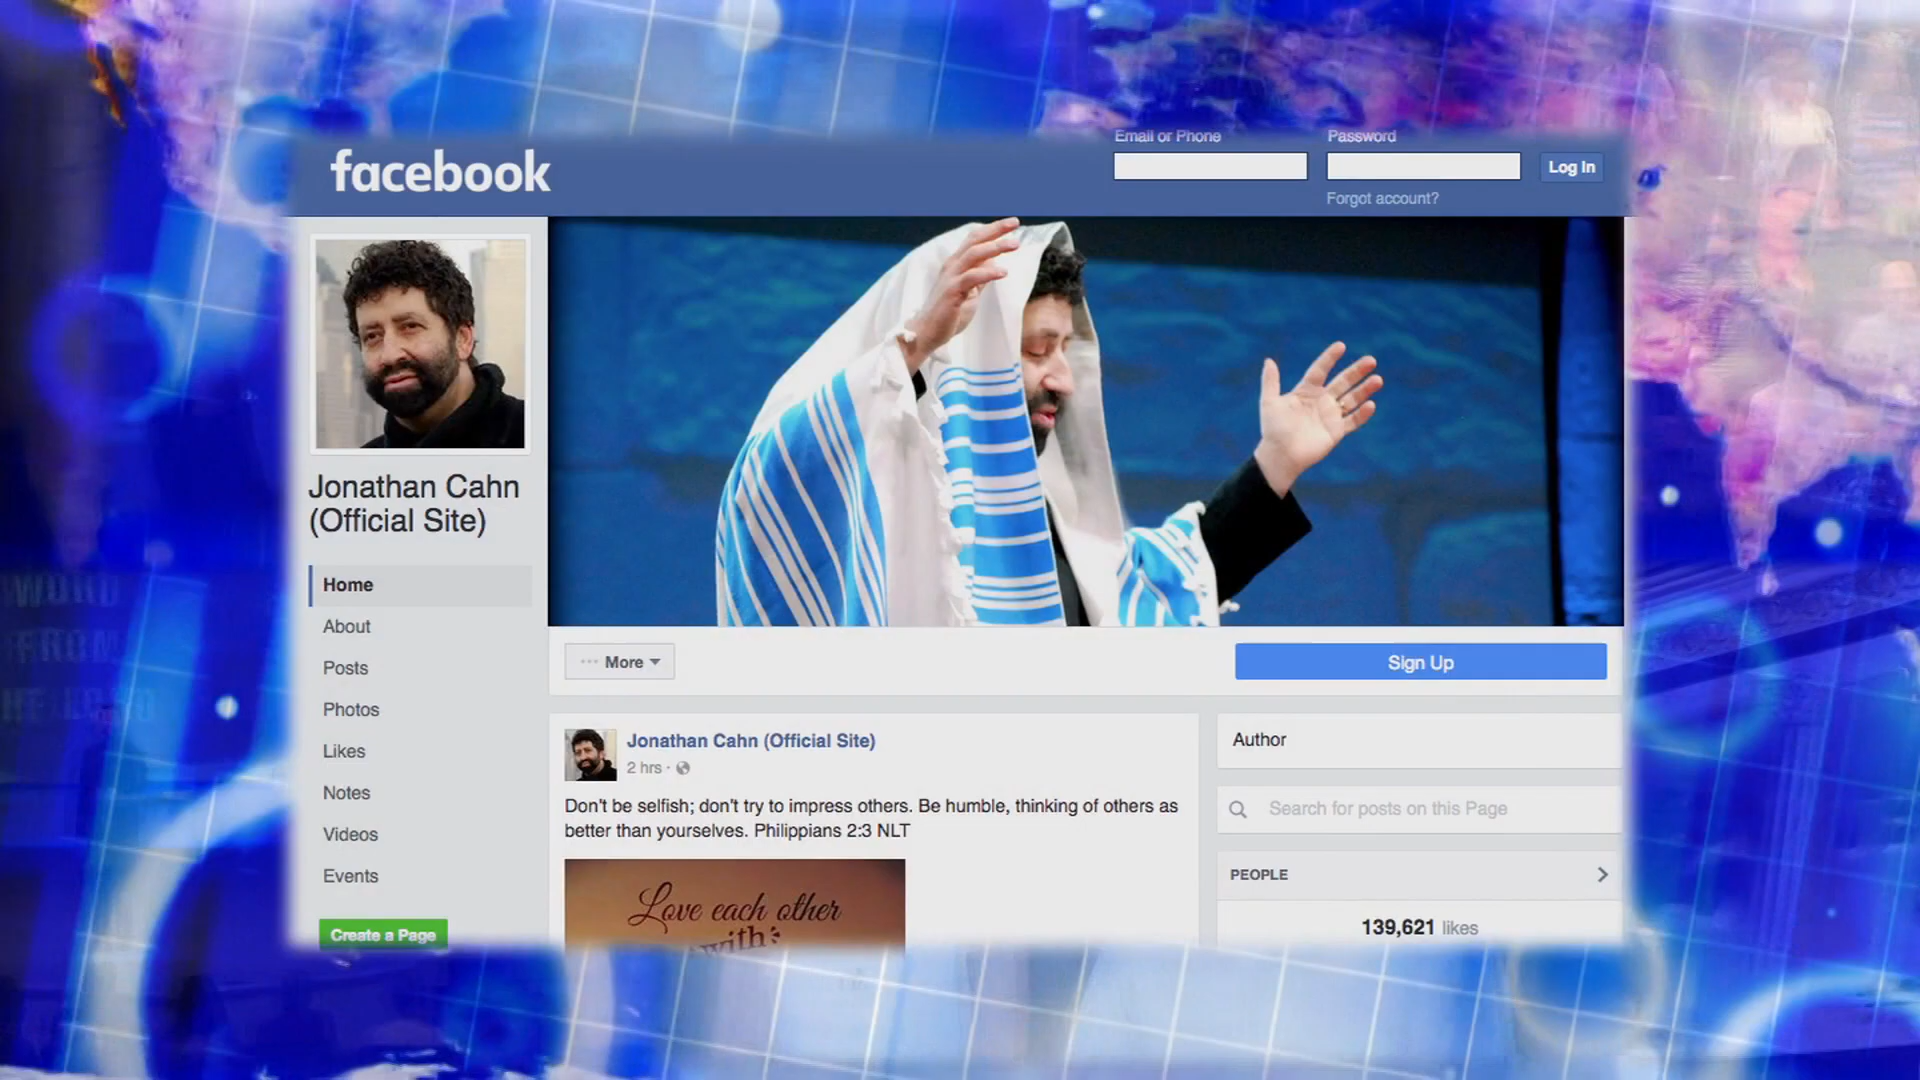 facebook
Email or Phone
Password
Log In
Forgot account?
Jonathan Cahn
(Official Site)
Home
About
Posts
Photos
Likes
Notes
Videos
Events
Create a Page
··· More
Sign Up
Jonathan Cahn (Official Site)
2 hrs ·
Don't be selfish; don't try to impress others. Be humble, thinking of others as
better than yourselves. Philippians 2:3 NLT
Love each other
with
Author
Search for posts on this Page
PEOPLE
139,621 likes
WORD
FROM